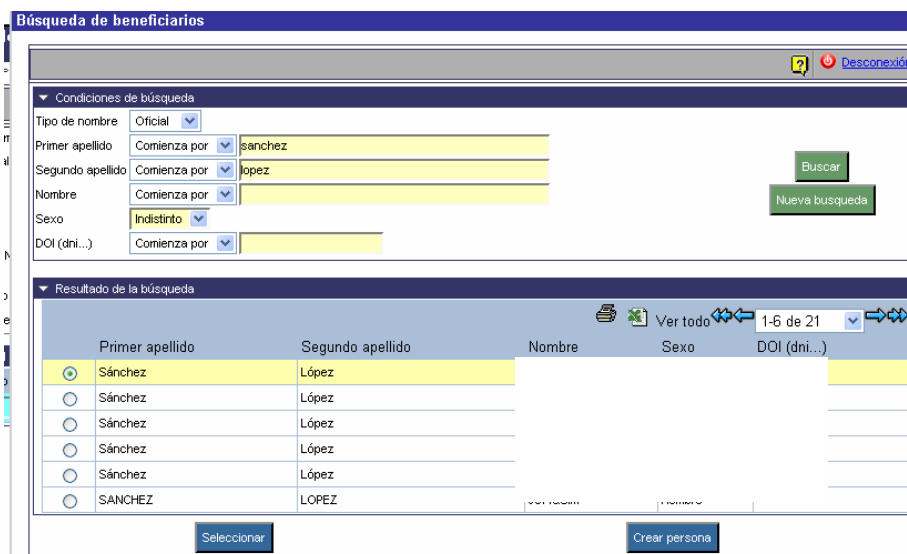 Búsqueda de beneficiarios
Desconexión
Condiciones de búsqueda
Tipo de nombre Oficial
Primer apellido Comienza por sanchez
Segundo apellido Comienza por lopez
Buscar
Nombre Comienza por
Nueva busqueda
Sexo Indistinto
DOI (dni...) Comienza por
Resultado de la búsqueda
Ver todo 1-6 de 21
Primer apellido Segundo apellido Nombre Sexo DOI (dni...)
Sánchez López
Sánchez López
Sánchez López
Sánchez López
Sánchez López
SANCHEZ LOPEZ
Seleccionar Crear persona